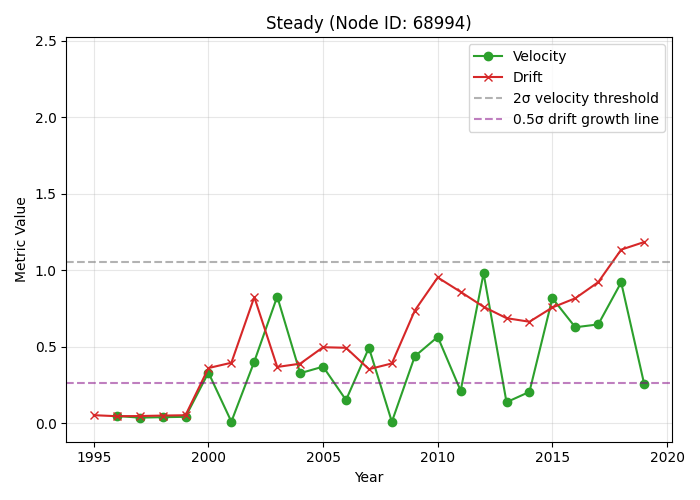 Steady (Node ID: 68994)
2.5
2.0
1.5
1.0
0.5
0.0
Metric Value
Velocity
Drift
2σ velocity threshold
0.5σ drift growth line
1995
2000
2005
2010
2015
2020
Year